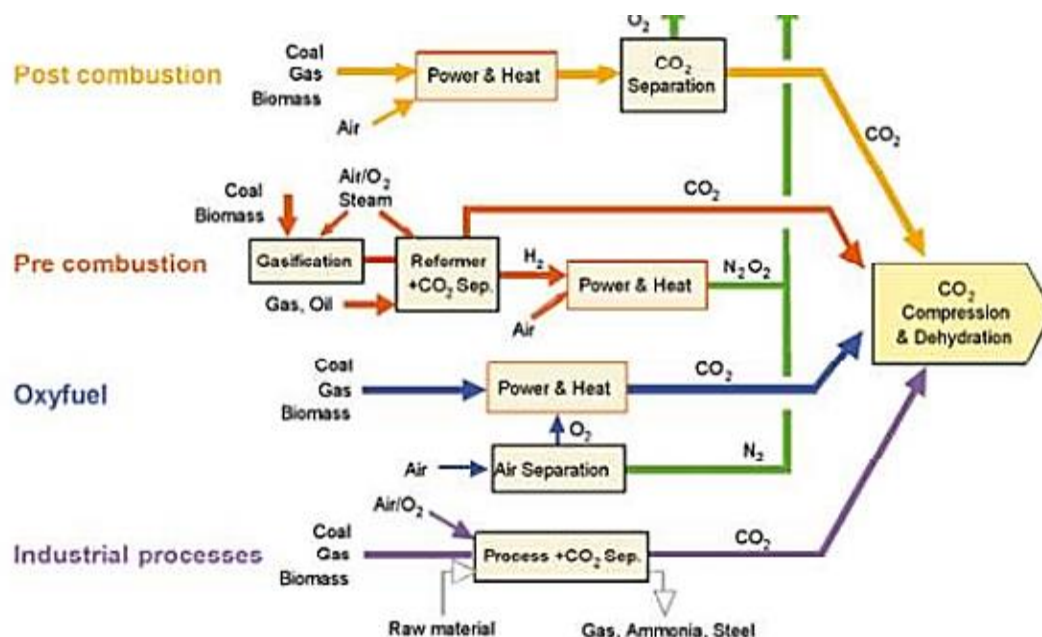 O₂
Post combustion
Coal
Gas
Biomass
Air
Power & Heat
CO₂
Separation
CO₂
Pre combustion
Coal
Biomass
Air/O₂
Steam
Gasification
Gas, Oil
Reformer
+CO₂ Sep.
H₂
Air
Power & Heat
CO₂
N₂ O₂
CO₂
Compression
& Dehydration
Oxyfuel
Coal
Gas
Biomass
Power & Heat
CO₂
O₂
Air
Air Separation
N₂
Industrial processes
Air/O₂
Coal
Gas
Biomass
Process +CO₂ Sep.
CO₂
Raw material
Gas, Ammonia, Steel